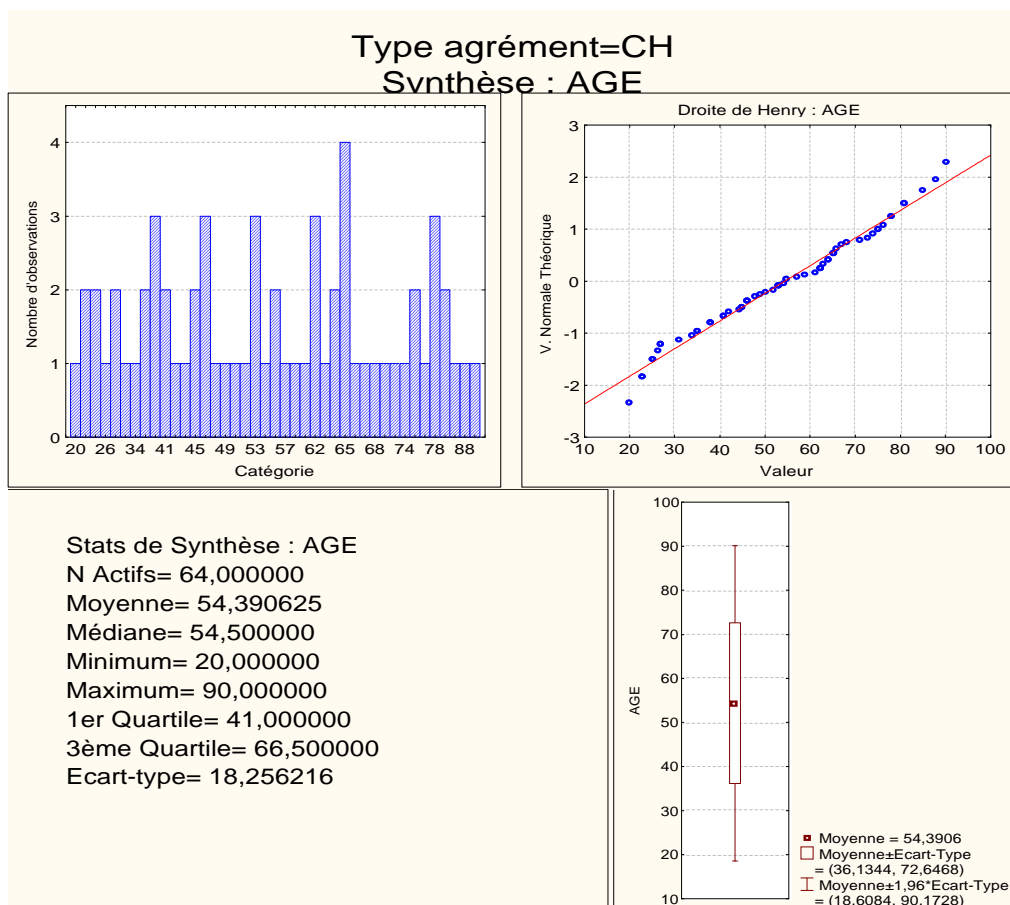 Type agrément=CH
Synthèse : AGE
Nombre d'observations
4
3
2
1
0
20 26 34 41 45 49 53 57 62 65 68 74 78 88
Catégorie
Droite de Henry : AGE
V. Normale Théorique
3
2
1
0
-1
-2
-3
10 20 30 40 50 60 70 80 90 100
Valeur
Stats de Synthèse : AGE
N Actifs= 64,000000
Moyenne= 54,390625
Médiane= 54,500000
Minimum= 20,000000
Maximum= 90,000000
1er Quartile= 41,000000
3ème Quartile= 66,500000
Ecart-type= 18,256216
AGE
100
90
80
70
60
50
40
30
20
10
Moyenne = 54,3906
Moyenne±Ecart-Type
= (36,1344, 72,6468)
Moyenne±1,96*Ecart-Type
= (18,6084, 90,1728)